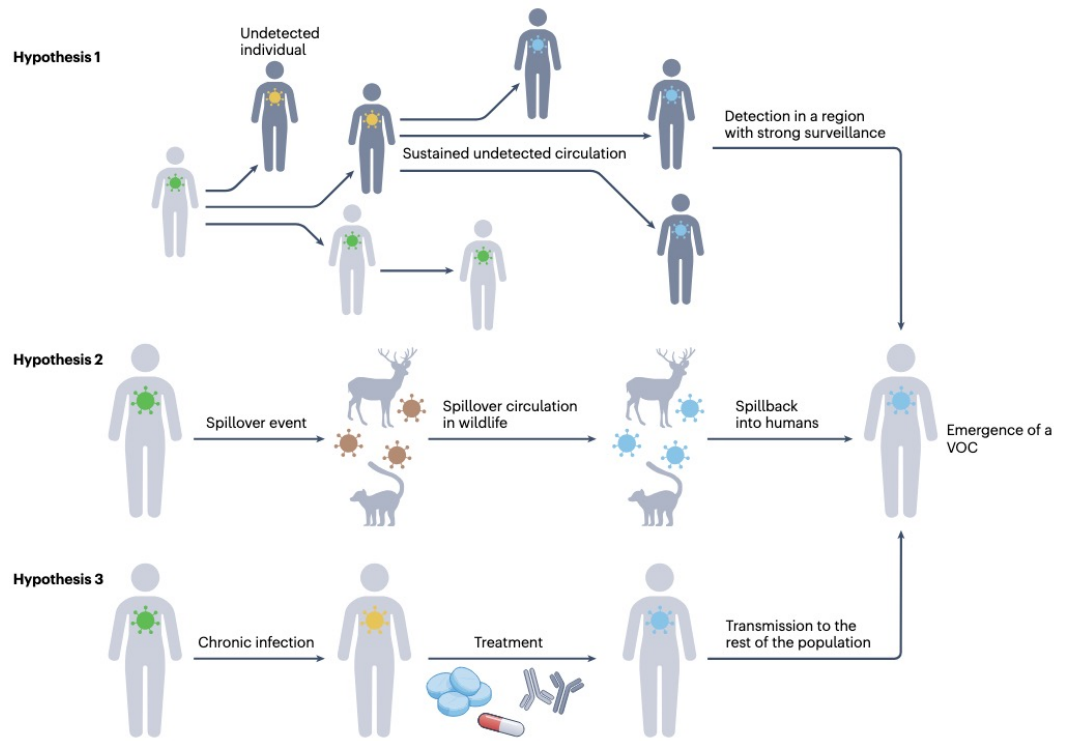 Hypothesis 1
Undetected
individual
Sustained undetected circulation
Detection in a region
with strong surveillance
Hypothesis 2
Spillover event
Spillover circulation
in wildlife
Spillback
into humans
Emergence of a
VOC
Hypothesis 3
Chronic infection
Treatment
Transmission to the
rest of the population